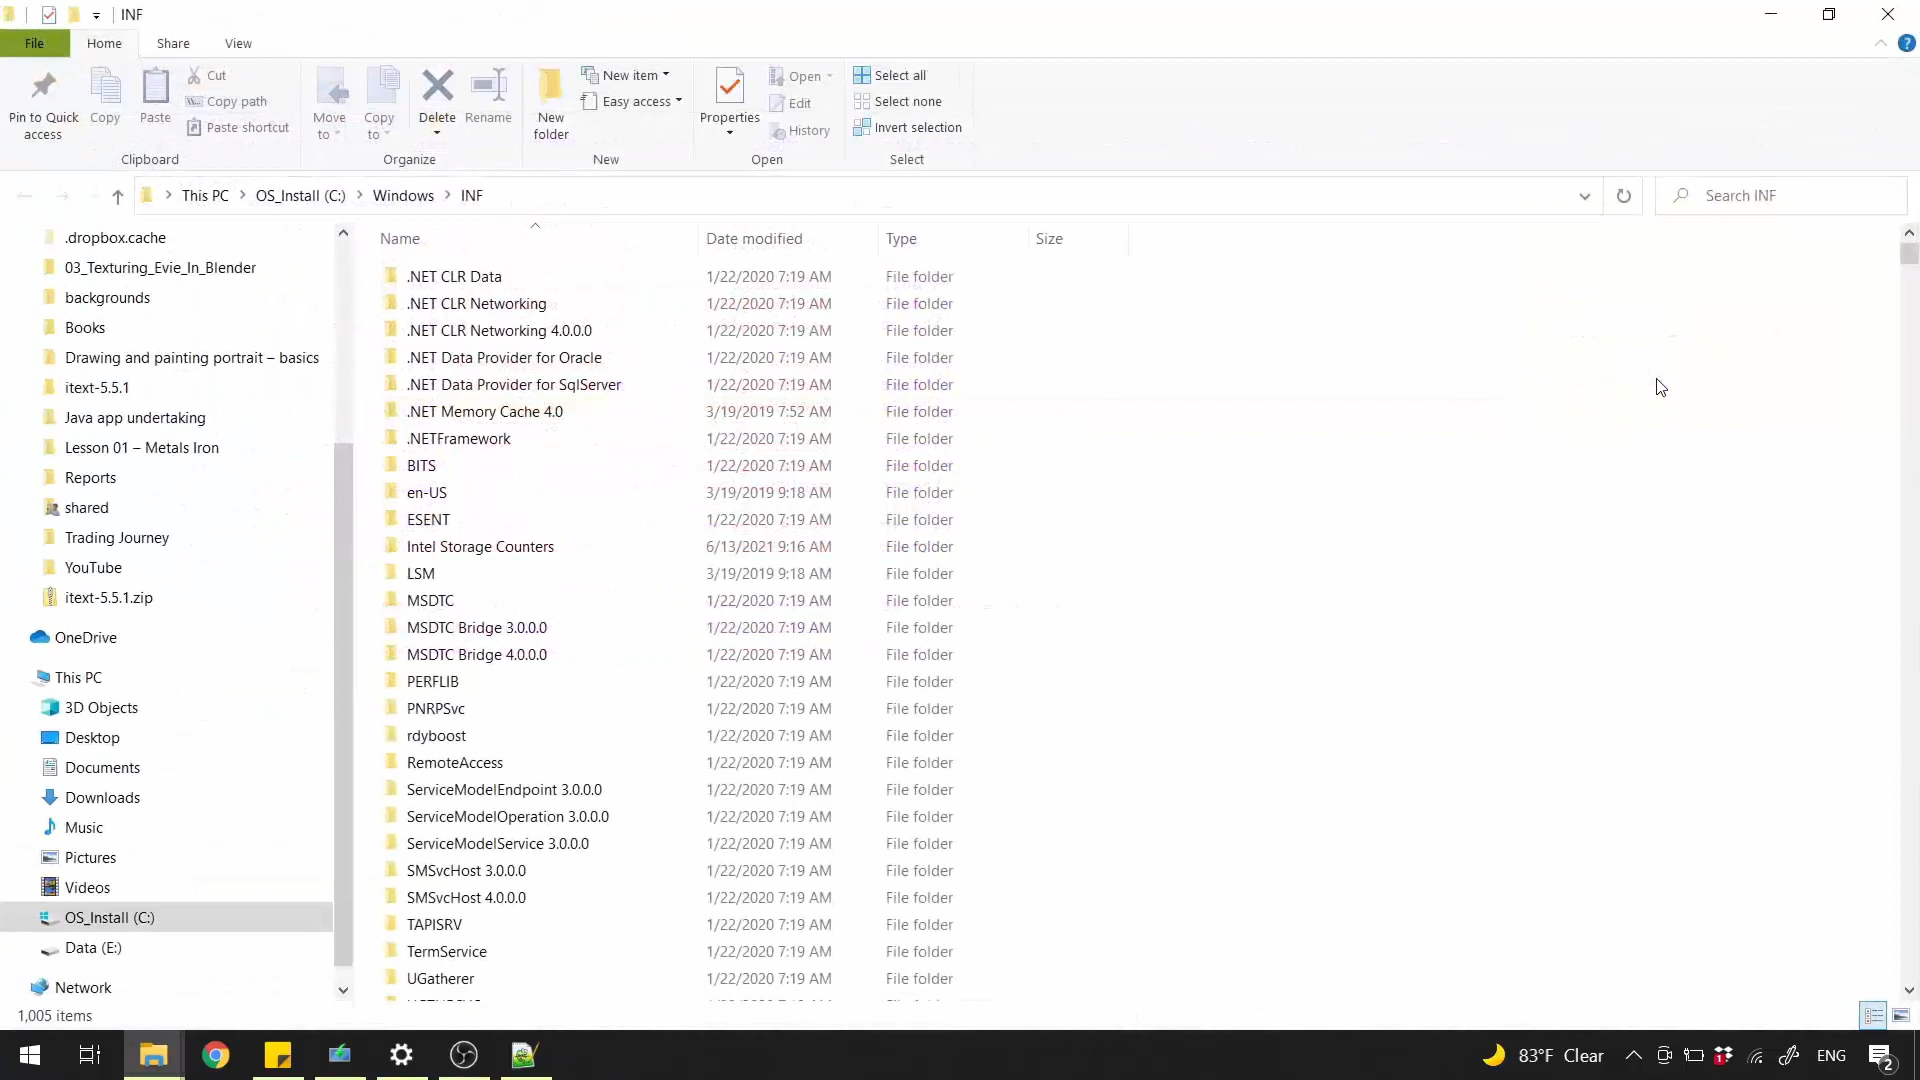 INF
File Home Share View
Pin to Quick access
Copy
Paste
Cut
Copy path
Paste shortcut
Clipboard
Move to
Copy to
Delete
Rename
Organize
New folder
New item
Easy access
New
Properties
Open
Edit
History
Open
Select all
Select none
Invert selection
Select
This PC > OS_Install (C:) > Windows > INF
Search INF
.dropbox.cache
03_Texturing_Evie_In_Blender
backgrounds
Books
Drawing and painting portrait – basics
itext-5.5.1
Java app undertaking
Lesson 01 – Metals Iron
Reports
shared
Trading Journey
YouTube
itext-5.5.1.zip
OneDrive
This PC
3D Objects
Desktop
Documents
Downloads
Music
Pictures
Videos
OS_Install (C:)
Data (E:)
Network
Name Date modified Type Size
.NET CLR Data 1/22/2020 7:19 AM File folder
.NET CLR Networking 1/22/2020 7:19 AM File folder
.NET CLR Networking 4.0.0.0 1/22/2020 7:19 AM File folder
.NET Data Provider for Oracle 1/22/2020 7:19 AM File folder
.NET Data Provider for SqlServer 1/22/2020 7:19 AM File folder
.NET Memory Cache 4.0 3/19/2019 7:52 AM File folder
.NETFramework 1/22/2020 7:19 AM File folder
BITS 1/22/2020 7:19 AM File folder
en-US 3/19/2019 9:18 AM File folder
ESENT 1/22/2020 7:19 AM File folder
Intel Storage Counters 6/13/2021 9:16 AM File folder
LSM 3/19/2019 9:18 AM File folder
MSDTC 1/22/2020 7:19 AM File folder
MSDTC Bridge 3.0.0.0 1/22/2020 7:19 AM File folder
MSDTC Bridge 4.0.0.0 1/22/2020 7:19 AM File folder
PERFLIB 1/22/2020 7:19 AM File folder
PNRPSvc 1/22/2020 7:19 AM File folder
rdyboost 1/22/2020 7:19 AM File folder
RemoteAccess 1/22/2020 7:19 AM File folder
ServiceModelEndpoint 3.0.0.0 1/22/2020 7:19 AM File folder
ServiceModelOperation 3.0.0.0 1/22/2020 7:19 AM File folder
ServiceModelService 3.0.0.0 1/22/2020 7:19 AM File folder
SMSvcHost 3.0.0.0 1/22/2020 7:19 AM File folder
SMSvcHost 4.0.0.0 1/22/2020 7:19 AM File folder
TAPISRV 1/22/2020 7:19 AM File folder
TermService 1/22/2020 7:19 AM File folder
UGatherer 1/22/2020 7:19 AM File folder
1,005 items
83°F Clear
1
ENG
2